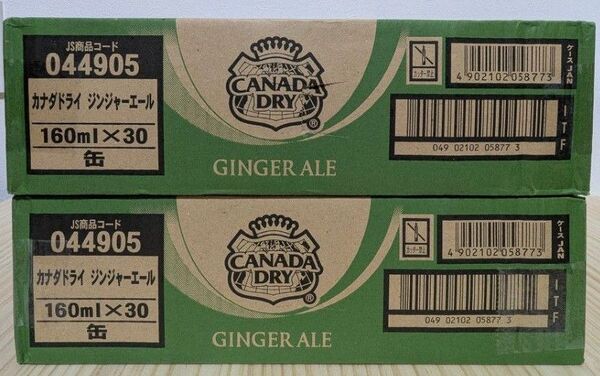 JS商品コード
044905
カナダドライ ジンジャーエール
160ml×30
缶
CANADA
DRY
®
GINGER ALE
カッター禁止
4 902102 058773
ケース JAN
049 02102 05877 3
ITF
JS商品コード
044905
カナダドライ ジンジャーエール
160ml×30
缶
CANADA
DRY
®
GINGER ALE
カッター禁止
4 902102 058773
ケース JAN
049 02102 05877 3
ITF